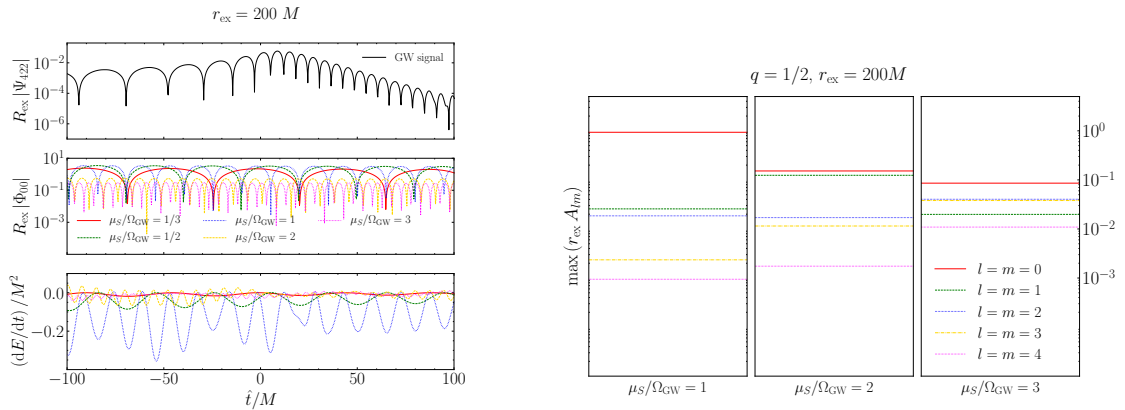 r_ex = 200 M
R_ex |Ψ_422|
10^−2
10^−4
10^−6
GW signal
R_ex |Φ_00|
10^1
10^−1
10^−3
μ_S/Ω_GW = 1/3
μ_S/Ω_GW = 1
μ_S/Ω_GW = 3
μ_S/Ω_GW = 1/2
μ_S/Ω_GW = 2
(dE/dt) /M^2
0.0
−0.2
−100 −50 0 50 100
t̂/M
q = 1/2, r_ex = 200M
max (r_ex A_lm)
10^0
10^−1
10^−2
10^−3
l = m = 0
l = m = 1
l = m = 2
l = m = 3
l = m = 4
μ_S/Ω_GW = 1 μ_S/Ω_GW = 2 μ_S/Ω_GW = 3